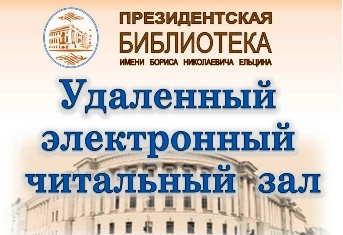 ПРЕЗИДЕНТСКАЯ
БИБЛИОТЕКА
ИМЕНИ БОРИСА НИКОЛАЕВИЧА ЕЛЬЦИНА
Удаленный
электронный
читальный зал